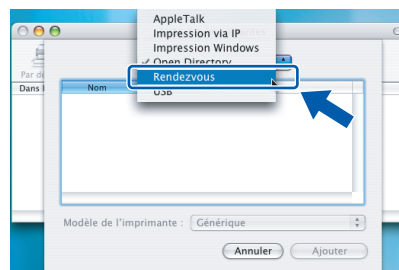 AppleTalk
Impression via IP
Impression Windows
✓ Open Directory
Rendezvous
USB
Par dé
Dans l
Nom
Modèle de l'imprimante : Générique
Annuler Ajouter